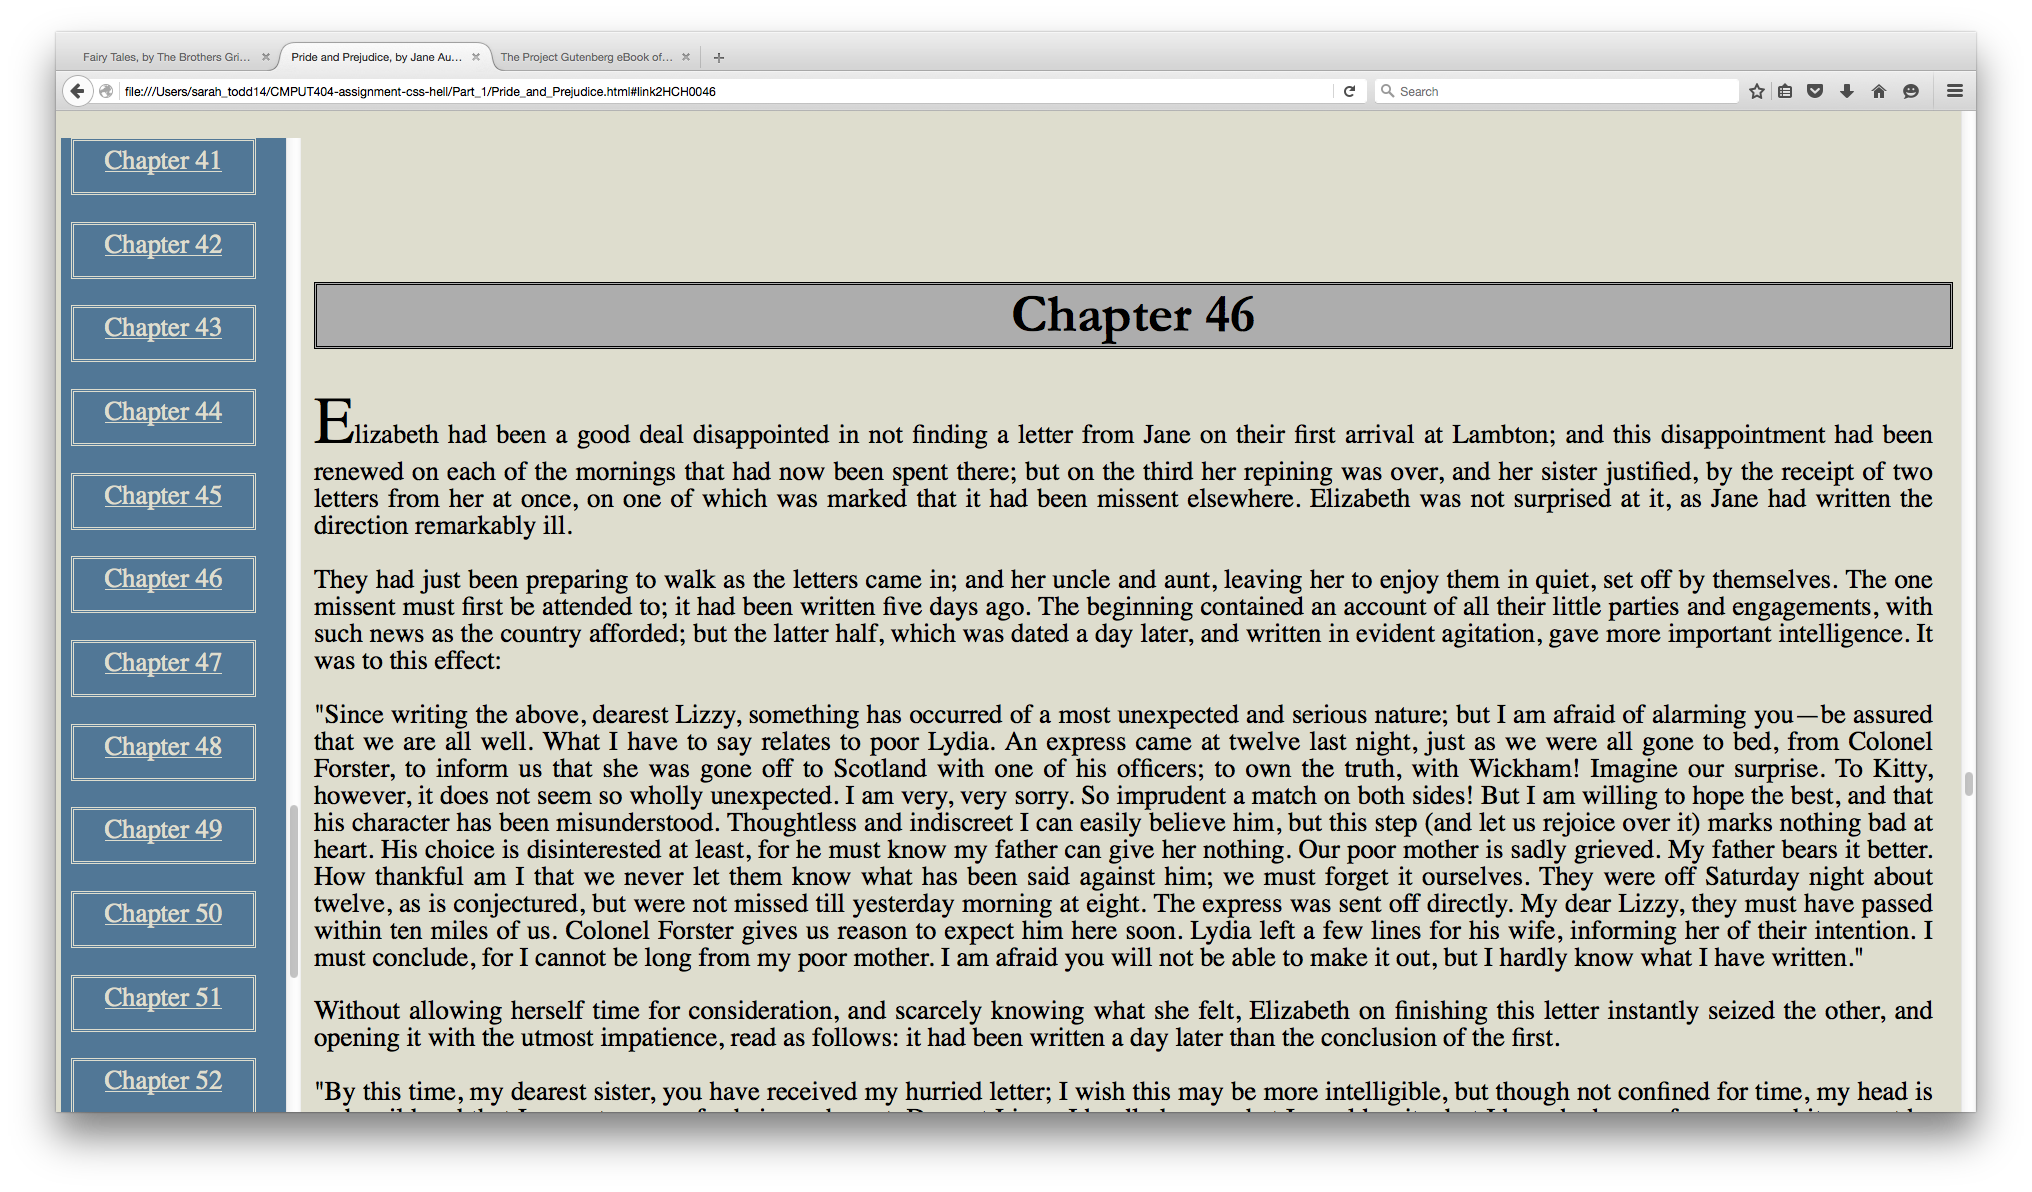 Fairy Tales, by The Brothers Gri...
Pride and Prejudice, by Jane Au...
The Project Gutenberg eBook of...
file:///Users/sarah_todd14/CMPUT404-assignment-css-hell/Part_1/Pride_and_Prejudice.html#link2HCH0046
Search
Chapter 41
Chapter 42
Chapter 43
Chapter 44
Chapter 45
Chapter 46
Chapter 47
Chapter 48
Chapter 49
Chapter 50
Chapter 51
Chapter 52
Chapter 46
Elizabeth had been a good deal disappointed in not finding a letter from Jane on their first arrival at Lambton; and this disappointment had been
renewed on each of the mornings that had now been spent there; but on the third her repining was over, and her sister justified, by the receipt of two
letters from her at once, on one of which was marked that it had been missent elsewhere. Elizabeth was not surprised at it, as Jane had written the
direction remarkably ill.
They had just been preparing to walk as the letters came in; and her uncle and aunt, leaving her to enjoy them in quiet, set off by themselves. The one
missent must first be attended to; it had been written five days ago. The beginning contained an account of all their little parties and engagements, with
such news as the country afforded; but the latter half, which was dated a day later, and written in evident agitation, gave more important intelligence. It
was to this effect:
"Since writing the above, dearest Lizzy, something has occurred of a most unexpected and serious nature; but I am afraid of alarming you—be assured
that we are all well. What I have to say relates to poor Lydia. An express came at twelve last night, just as we were all gone to bed, from Colonel
Forster, to inform us that she was gone off to Scotland with one of his officers; to own the truth, with Wickham! Imagine our surprise. To Kitty,
however, it does not seem so wholly unexpected. I am very, very sorry. So imprudent a match on both sides! But I am willing to hope the best, and that
his character has been misunderstood. Thoughtless and indiscreet I can easily believe him, but this step (and let us rejoice over it) marks nothing bad at
heart. His choice is disinterested at least, for he must know my father can give her nothing. Our poor mother is sadly grieved. My father bears it better.
How thankful am I that we never let them know what has been said against him; we must forget it ourselves. They were off Saturday night about
twelve, as is conjectured, but were not missed till yesterday morning at eight. The express was sent off directly. My dear Lizzy, they must have passed
within ten miles of us. Colonel Forster gives us reason to expect him here soon. Lydia left a few lines for his wife, informing her of their intention. I
must conclude, for I cannot be long from my poor mother. I am afraid you will not be able to make it out, but I hardly know what I have written."
Without allowing herself time for consideration, and scarcely knowing what she felt, Elizabeth on finishing this letter instantly seized the other, and
opening it with the utmost impatience, read as follows: it had been written a day later than the conclusion of the first.
"By this time, my dearest sister, you have received my hurried letter; I wish this may be more intelligible, but though not confined for time, my head is